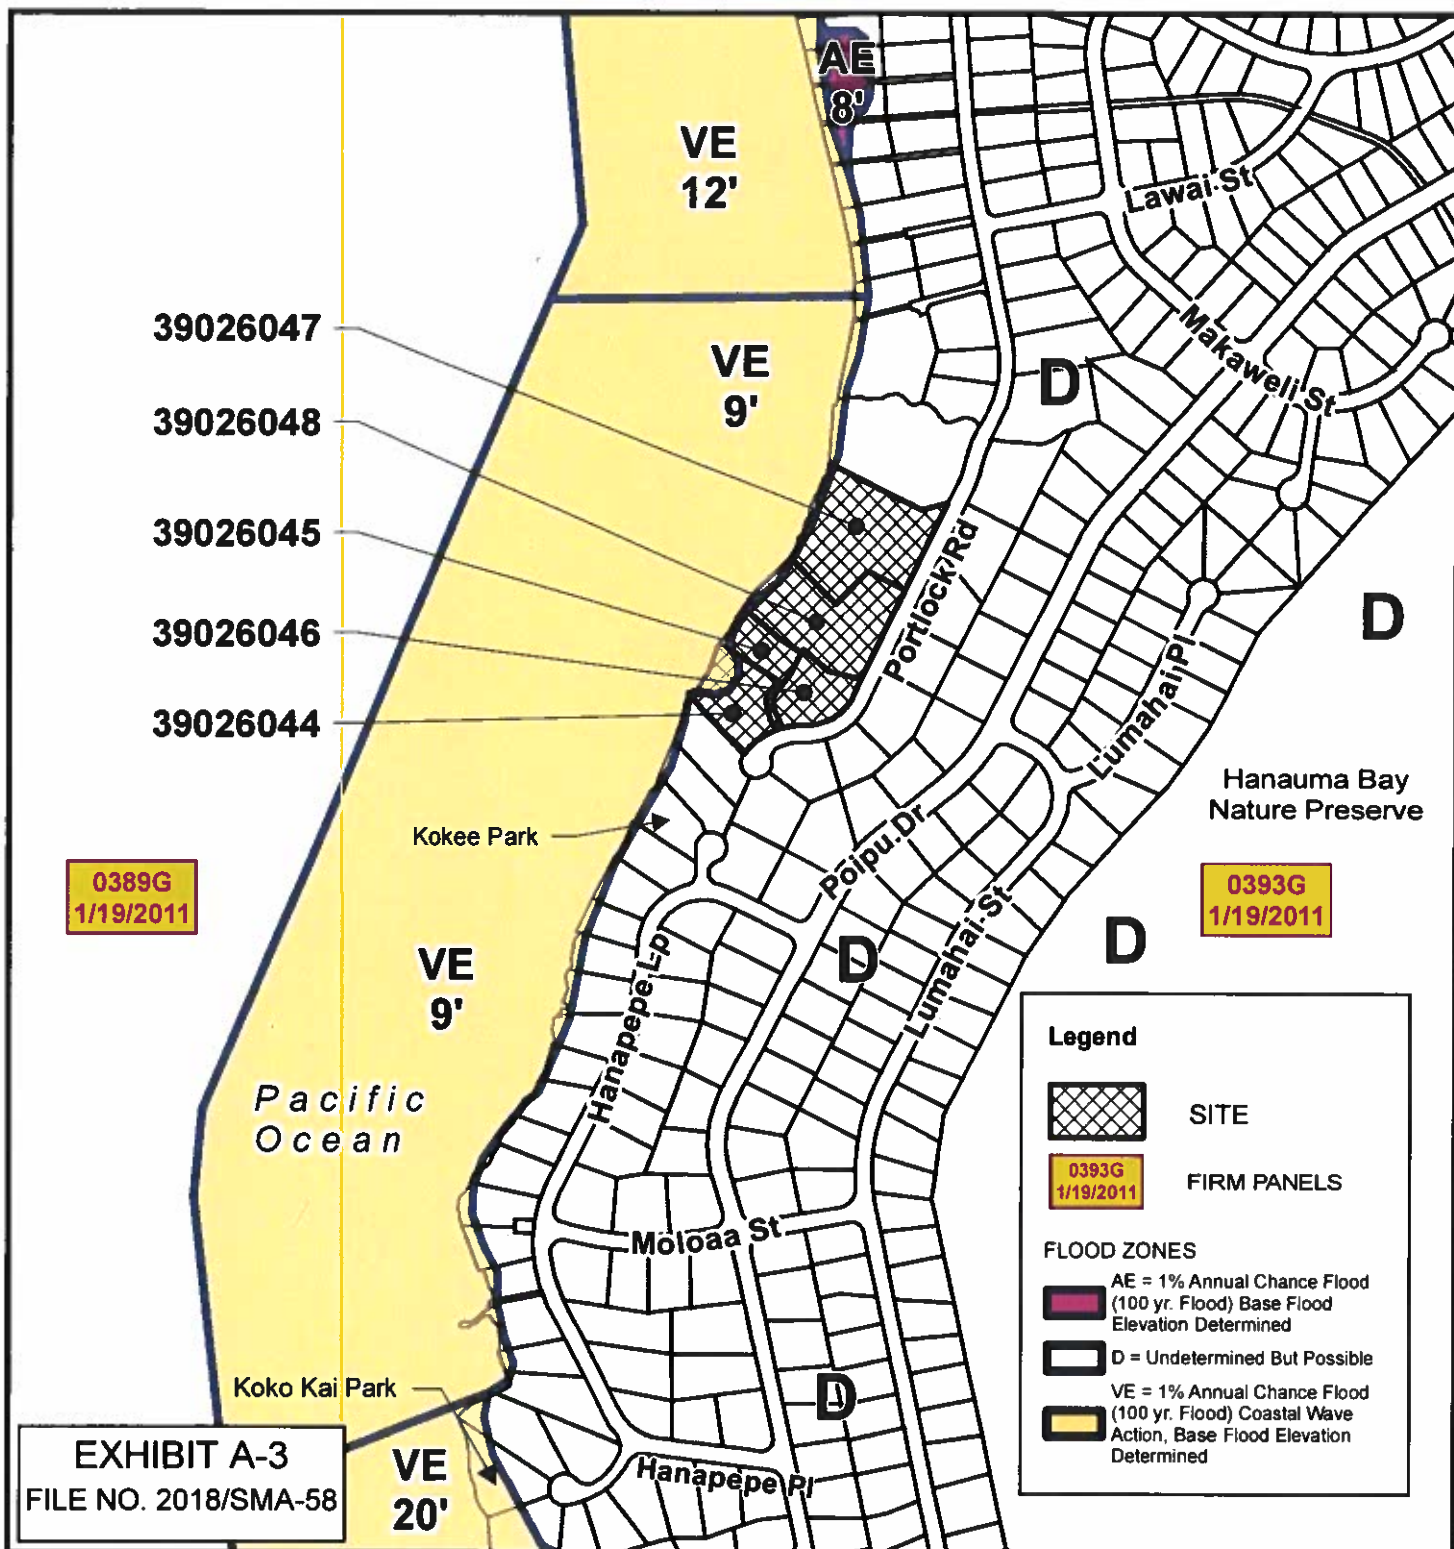 AE
8'
VE
12'
Lawai St
39026047
39026048
39026045
39026046
39026044
VE
9'
D
Makaweli St
Portlock Rd
D
Lumahai Pl
Hanauma Bay
Nature Preserve
Kokee Park
Poipu Dr
0389G
1/19/2011
0393G
1/19/2011
D
D
Lumahai St
Hanapepe Lp
VE
9'
Pacific
Ocean
Moloaa St
Koko Kai Park
D
VE
20'
Hanapepe Pl
EXHIBIT A-3
FILE NO. 2018/SMA-58
Legend
SITE
0393G
1/19/2011
FIRM PANELS
FLOOD ZONES
AE = 1% Annual Chance Flood
(100 yr. Flood) Base Flood
Elevation Determined
D = Undetermined But Possible
VE = 1% Annual Chance Flood
(100 yr. Flood) Coastal Wave
Action, Base Flood Elevation
Determined